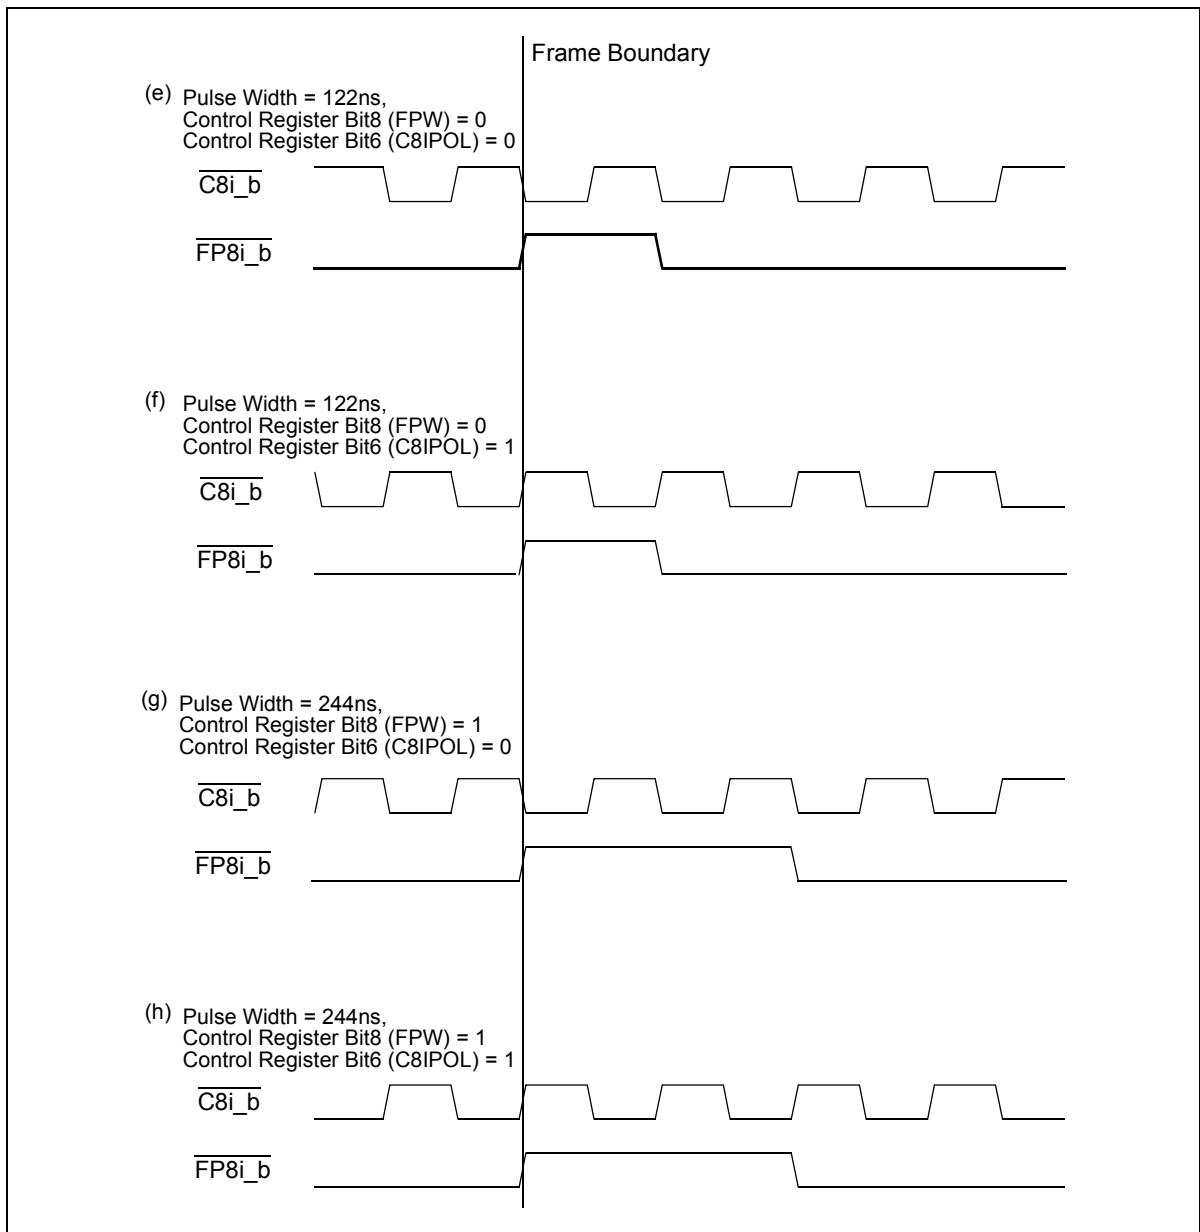 Frame Boundary
(e) Pulse Width = 122ns,
Control Register Bit8 (FPW) = 0
Control Register Bit6 (C8IPOL) = 0
C8i_b
FP8i_b
(f) Pulse Width = 122ns,
Control Register Bit8 (FPW) = 0
Control Register Bit6 (C8IPOL) = 1
C8i_b
FP8i_b
(g) Pulse Width = 244ns,
Control Register Bit8 (FPW) = 1
Control Register Bit6 (C8IPOL) = 0
C8i_b
FP8i_b
(h) Pulse Width = 244ns,
Control Register Bit8 (FPW) = 1
Control Register Bit6 (C8IPOL) = 1
C8i_b
FP8i_b